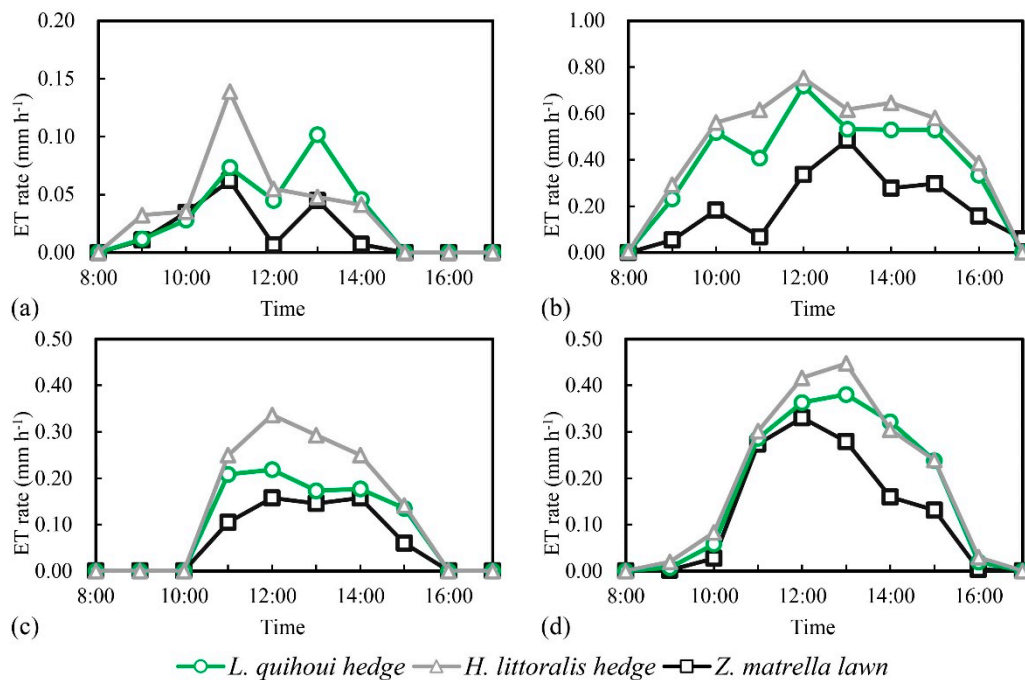 0.20
0.15
0.10
0.05
0.00
ET rate (mm h-1)
8:00 10:00 12:00 14:00 16:00
Time
(a)
1.00
0.80
0.60
0.40
0.20
0.00
ET rate (mm h-1)
8:00 10:00 12:00 14:00 16:00
Time
(b)
0.50
0.40
0.30
0.20
0.10
0.00
ET rate (mm h-1)
8:00 10:00 12:00 14:00 16:00
Time
(c)
0.50
0.40
0.30
0.20
0.10
0.00
ET rate (mm h-1)
8:00 10:00 12:00 14:00 16:00
Time
(d)
L. quihoui hedge H. littoralis hedge Z. matrella lawn